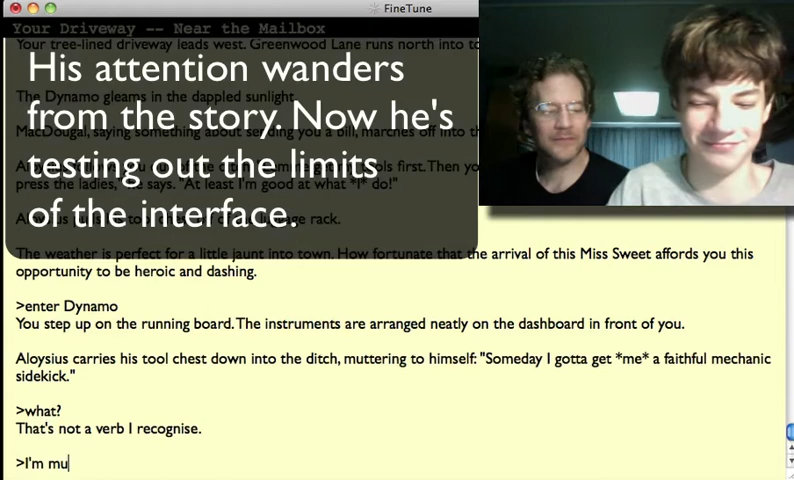 FineTune
Your Driveway -- Near the Mailbox
Your tree-lined driveway leads west. Greenwood Lane runs north into to
His attention wanders
The Dynamo gleams in the dappled sunlight.
from the story. Now he's
MacDougal, saying something about sending you a bill, marches off into th
testing out the limits
press the ladies," he says. "At least I'm good at what *I* do!"
of the interface.
The weather is perfect for a little jaunt into town. How fortunate that the arrival of this Miss Sweet affords you this
opportunity to be heroic and dashing.
>enter Dynamo
You step up on the running board. The instruments are arranged neatly on the dashboard in front of you.
Aloysius carries his tool chest down into the ditch, muttering to himself: "Someday I gotta get *me* a faithful mechanic
sidekick."
>what?
That's not a verb I recognise.
>I'm mu